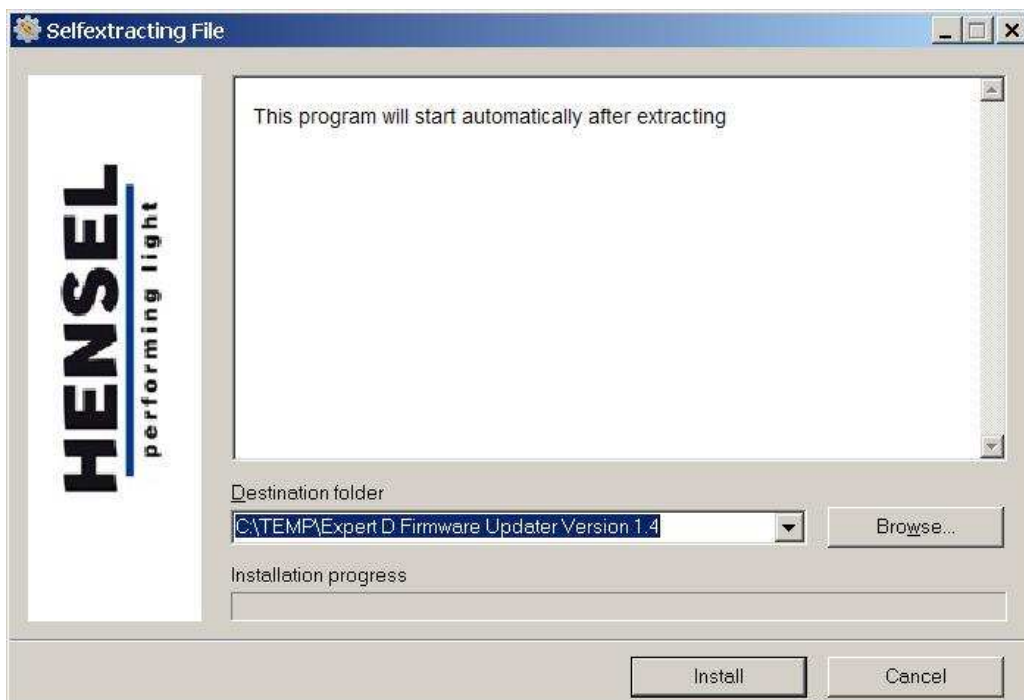 Selfextracting File
HENSEL
performing light
This program will start automatically after extracting
Destination folder
C:\TEMP\Expert D Firmware Updater Version 1.4
Browse...
Installation progress
Install
Cancel